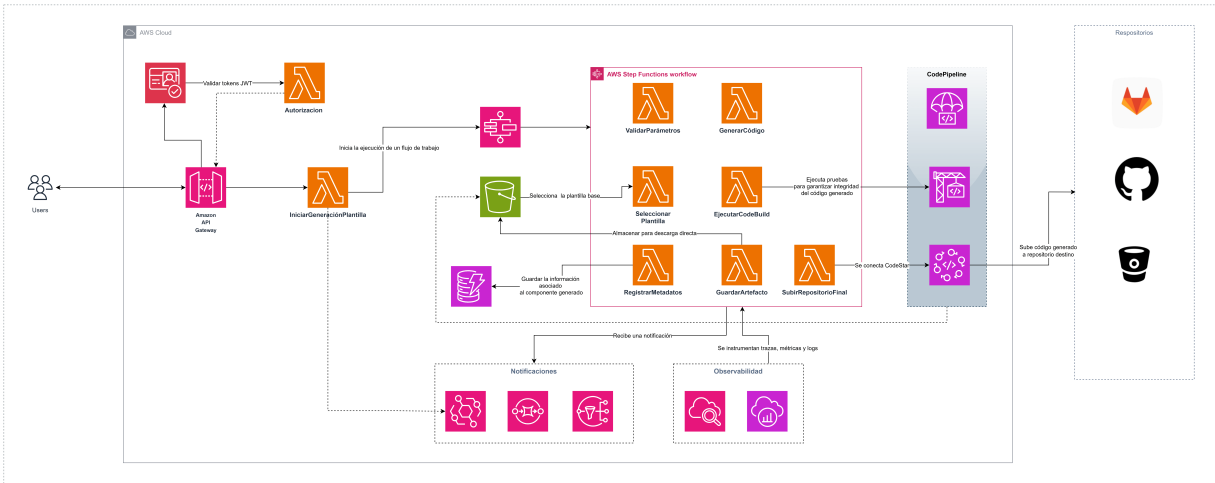 AWS Cloud
Respositorios
Validar tokens JWT
Autorizacion
AWS Step Functions workflow
CodePipeline
ValidarParámetros
GenerarCódigo
Inicia la ejecución de un flujo de trabajo
Users
Amazon
API
Gateway
IniciarGeneraciónPlantilla
Selecciona la plantilla base
Seleccionar
Plantilla
EjecutarCodeBuild
Ejecuta pruebas
para garantizar integridad
del código generado
Almacenar para descarga directa
Sube código generado
a repositorio destino
Guardar la información
asociado
al componente generado
RegistrarMetadatos
GuardarArtefacto
SubirRepositorioFinal
Se conecta CodeStar
Recibe una notificación
Se instrumentan trazas, métricas y logs
Notificaciones
Observabilidad